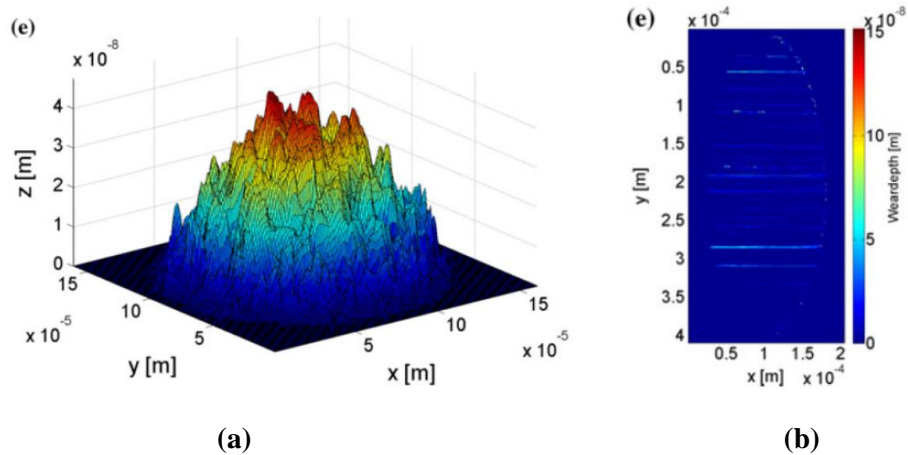 (e)
x 10⁻⁸
4
3
2
1
0
z [m]
15
10
5
x 10⁻⁵
y [m]
5
10
15
x 10⁻⁵
x [m]
(a)
(e)
x 10⁻⁴
0.5
1
1.5
2
2.5
3
3.5
4
y [m]
0.5 1 1.5 2
x [m] x 10⁻⁴
x 10⁻⁸
15
10
5
0
Weardepth [m]
(b)